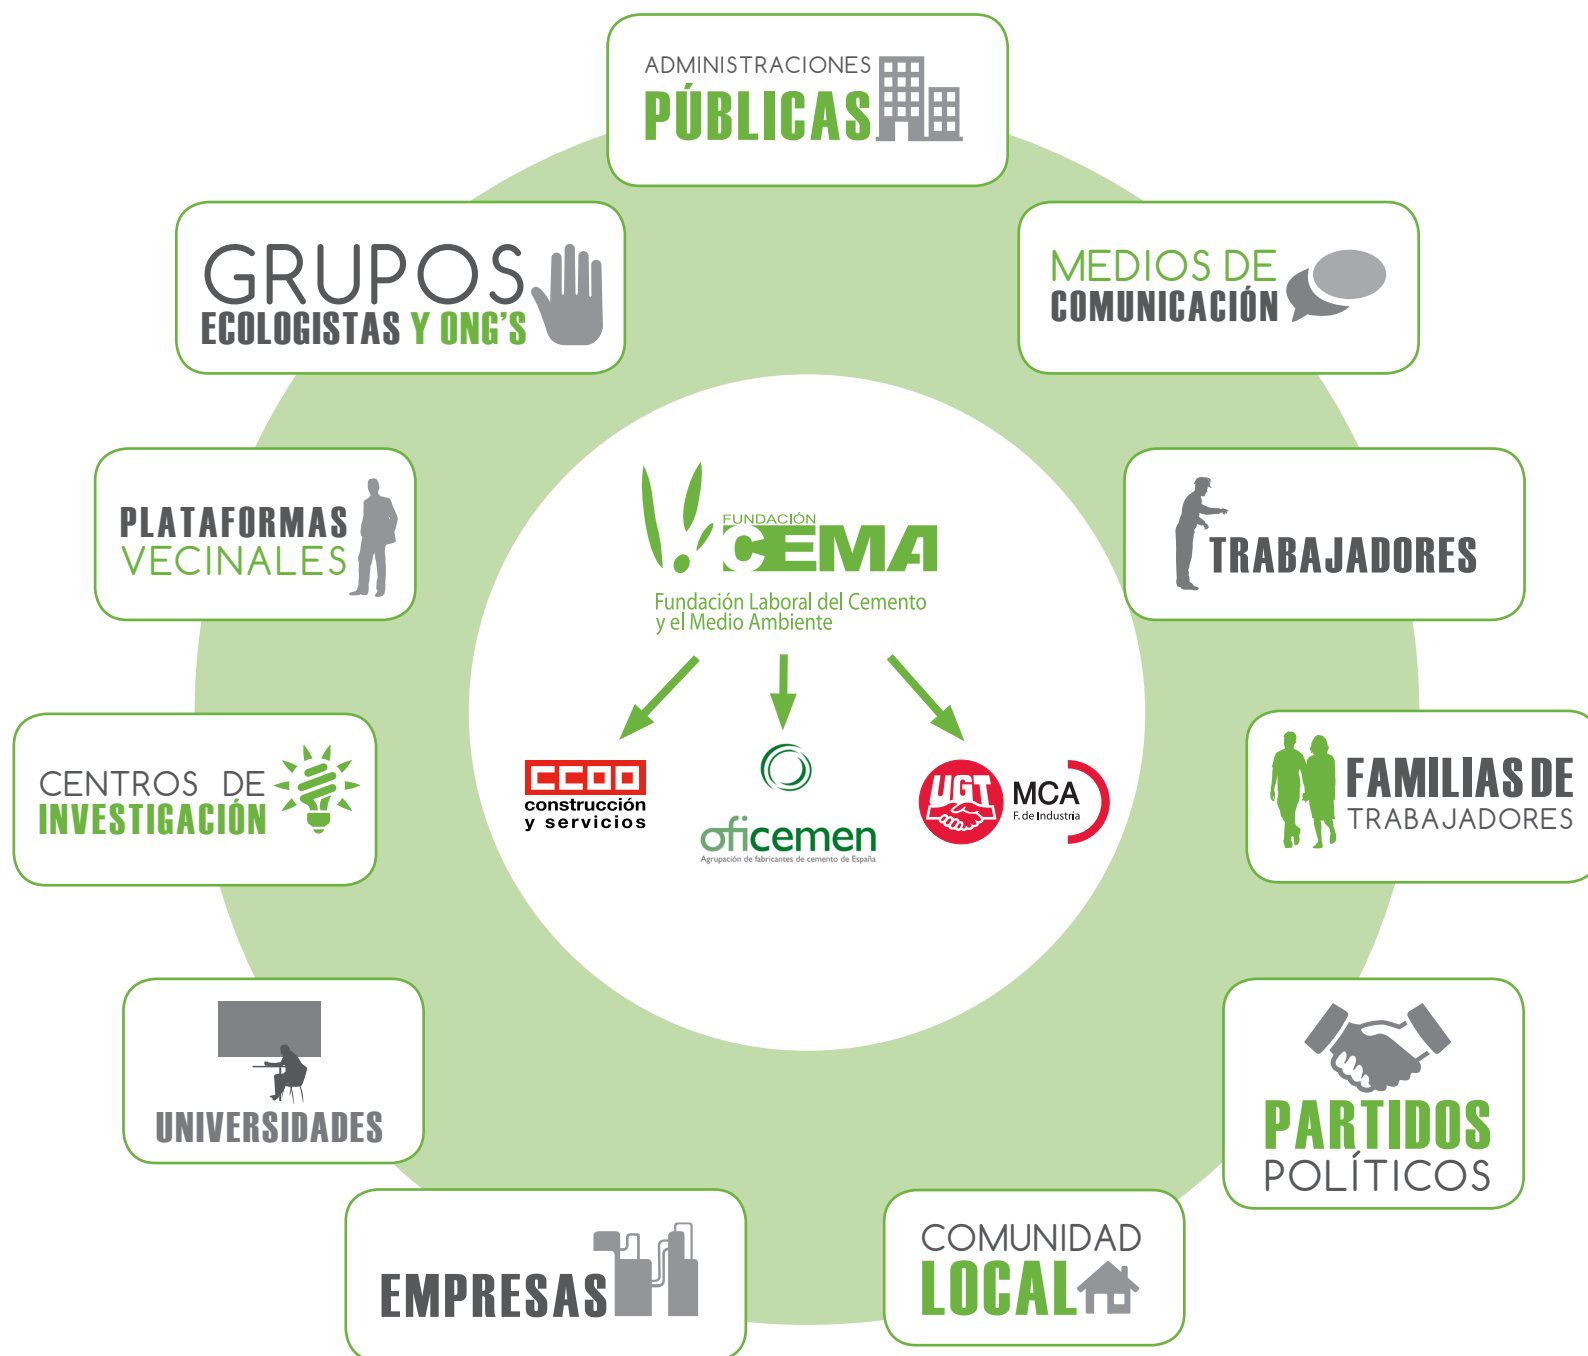 ADMINISTRACIONES
PÚBLICAS
GRUPOS
ECOLOGISTAS Y ONG'S
MEDIOS DE
COMUNICACIÓN
PLATAFORMAS
VECINALES
TRABAJADORES
FUNDACIÓN
CEMA
Fundación Laboral del Cemento
y el Medio Ambiente
CENTROS DE
INVESTIGACIÓN
CCOO
construcción
y servicios
oficemen
Agrupación de fabricantes de cemento de España
UGT
MCA
F. de Industria
FAMILIAS DE
TRABAJADORES
UNIVERSIDADES
PARTIDOS
POLÍTICOS
EMPRESAS
COMUNIDAD
LOCAL